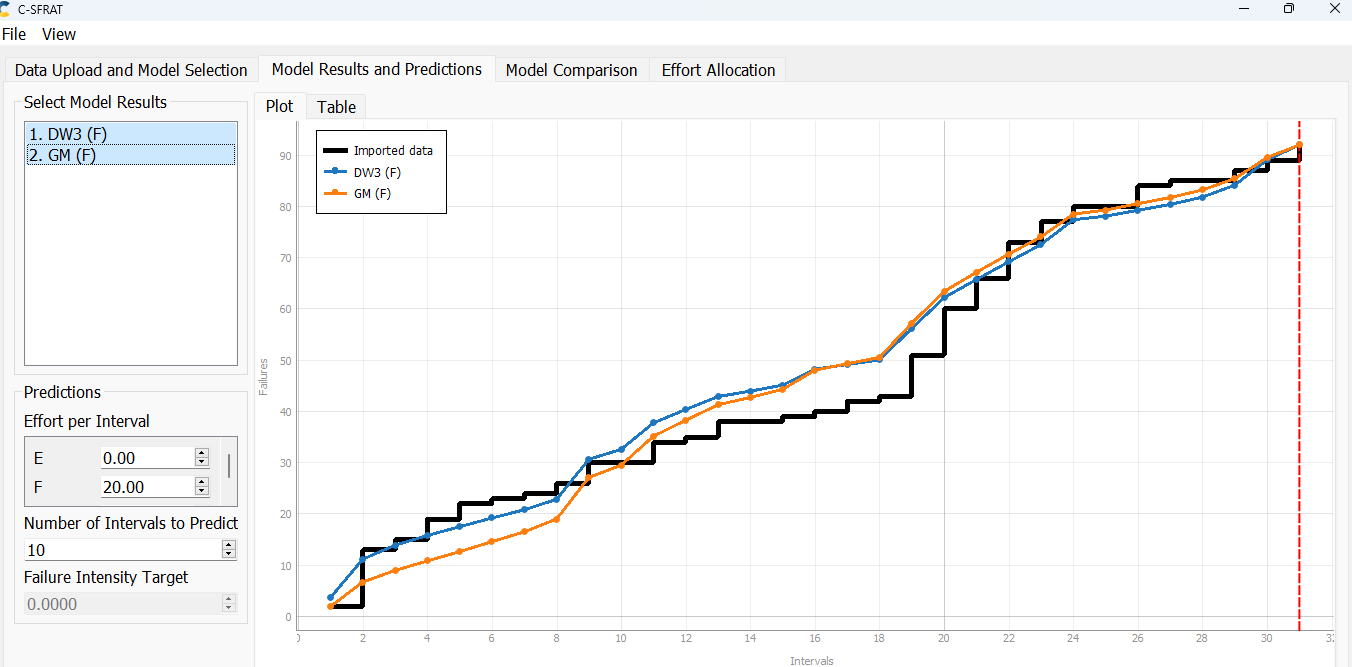 C-SFRAT
File View
Data Upload and Model Selection Model Results and Predictions Model Comparison Effort Allocation
Select Model Results
1. DW3 (F)
2. GM (F)
Predictions
Effort per Interval
E 0.00
F 20.00
Number of Intervals to Predict
10
Failure Intensity Target
0.0000
Plot Table
Imported data
DW3 (F)
GM (F)
90
80
70
60
50
40
30
20
10
0
Failures
0 2 4 6 8 10 12 14 16 18 20 22 24 26 28 30 32
Intervals